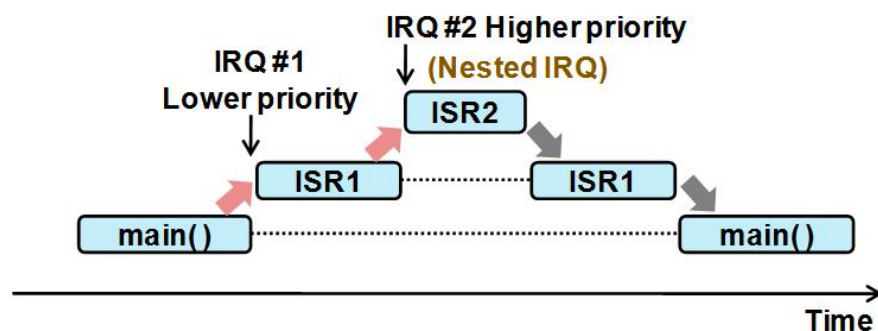 IRQ #2 Higher priority
(Nested IRQ)
IRQ #1
Lower priority
ISR2
ISR1
ISR1
main( )
main( )
Time